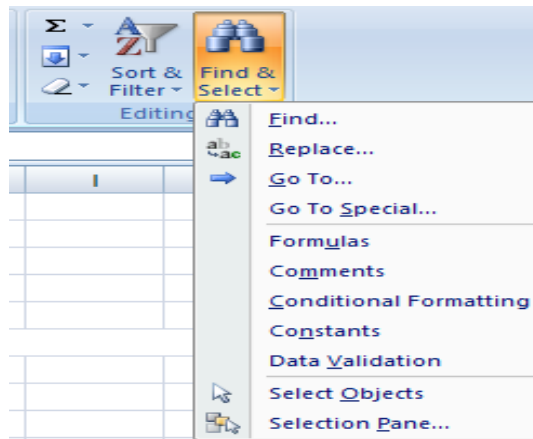 Σ
Sort & Filter
Find & Select
Editing
I
Find...
Replace...
Go To...
Go To Special...
Formulas
Comments
Conditional Formatting
Constants
Data Validation
Select Objects
Selection Pane...